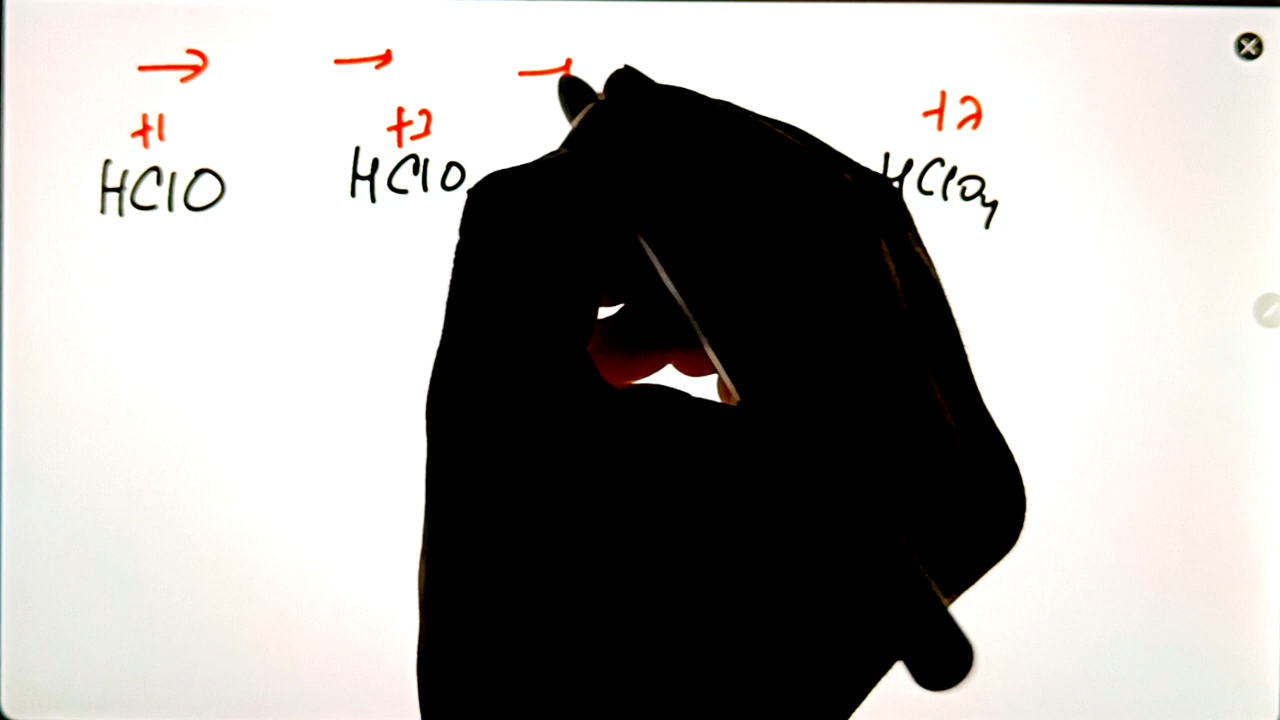 → → →
+1 +3 +7
HClO HClO HClO4